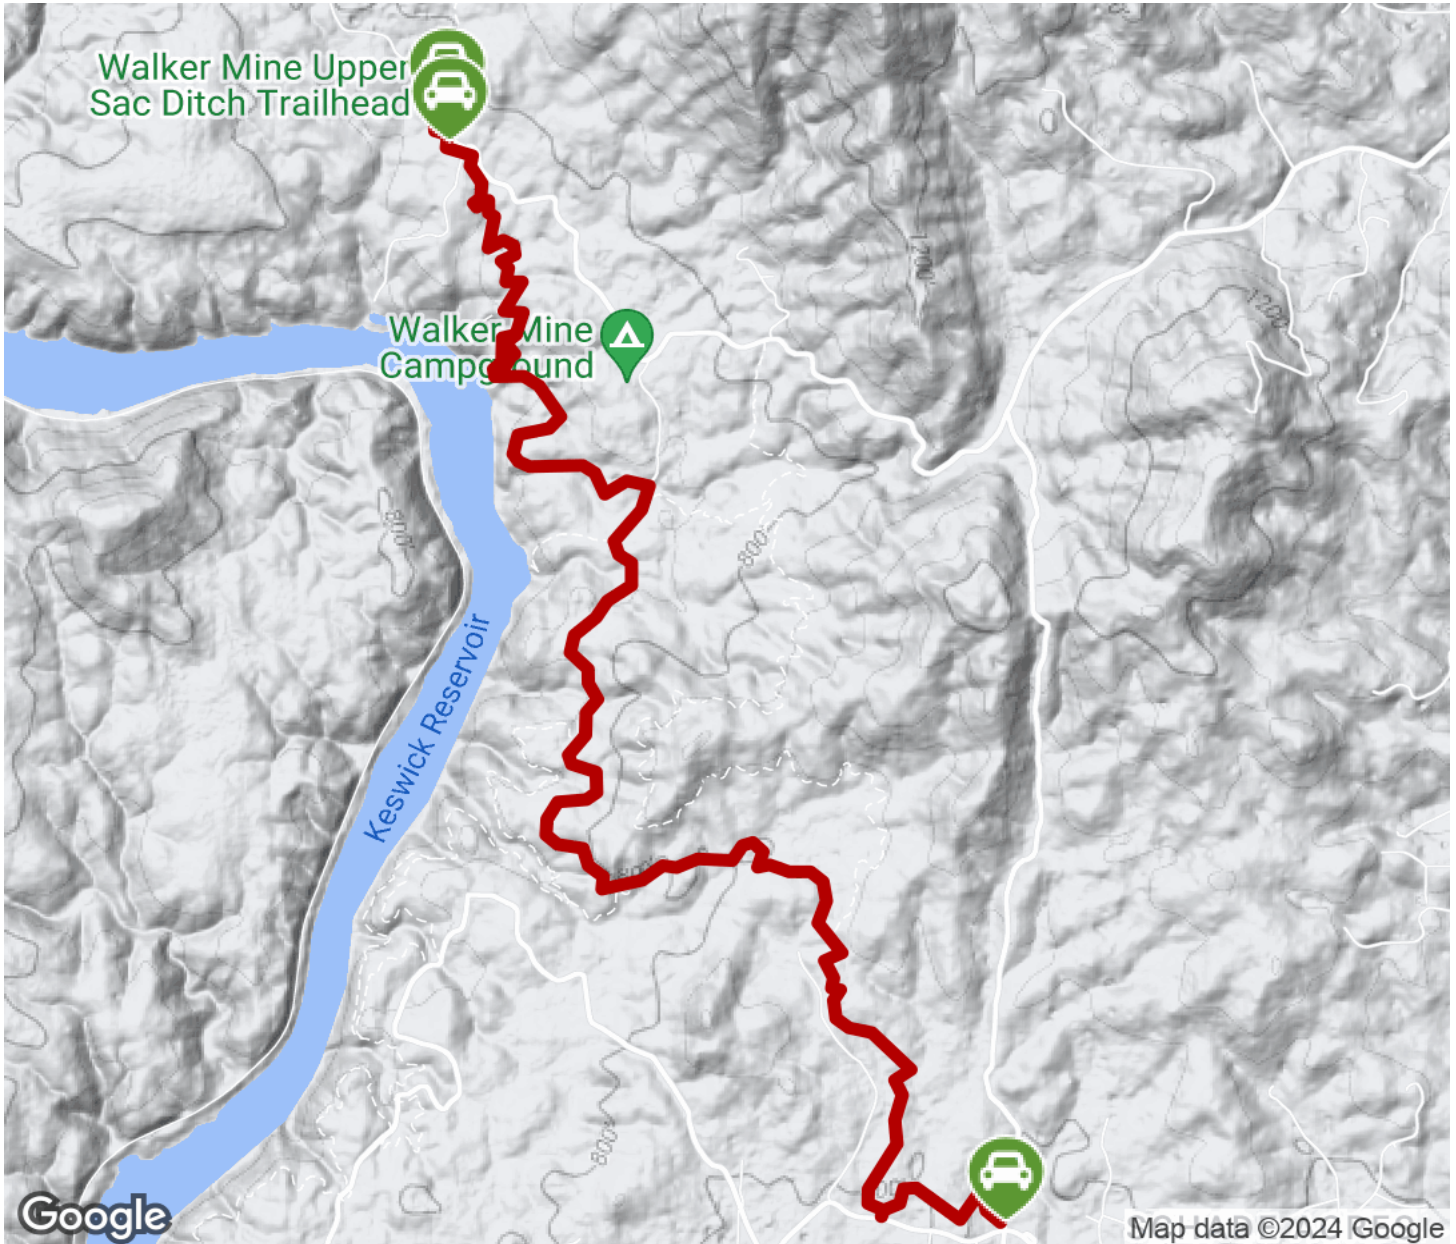 Walker Mine Upper
Sac Ditch Trailhead
1200'
1200'
Walker Mine
Campground
800'
800'
Keswick Reservoir
800'
800'
Google
Map data ©2024 Google